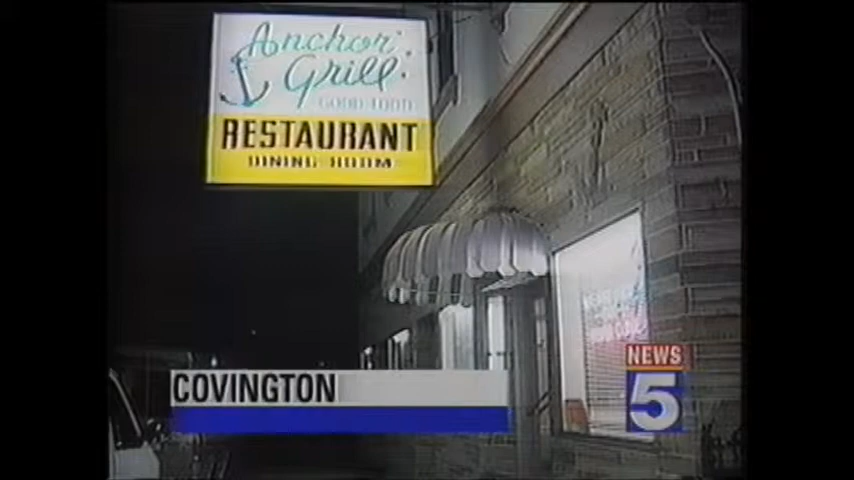 Anchor
Grill
GOOD FOOD
RESTAURANT
DINING ROOM
COVINGTON
NEWS
5